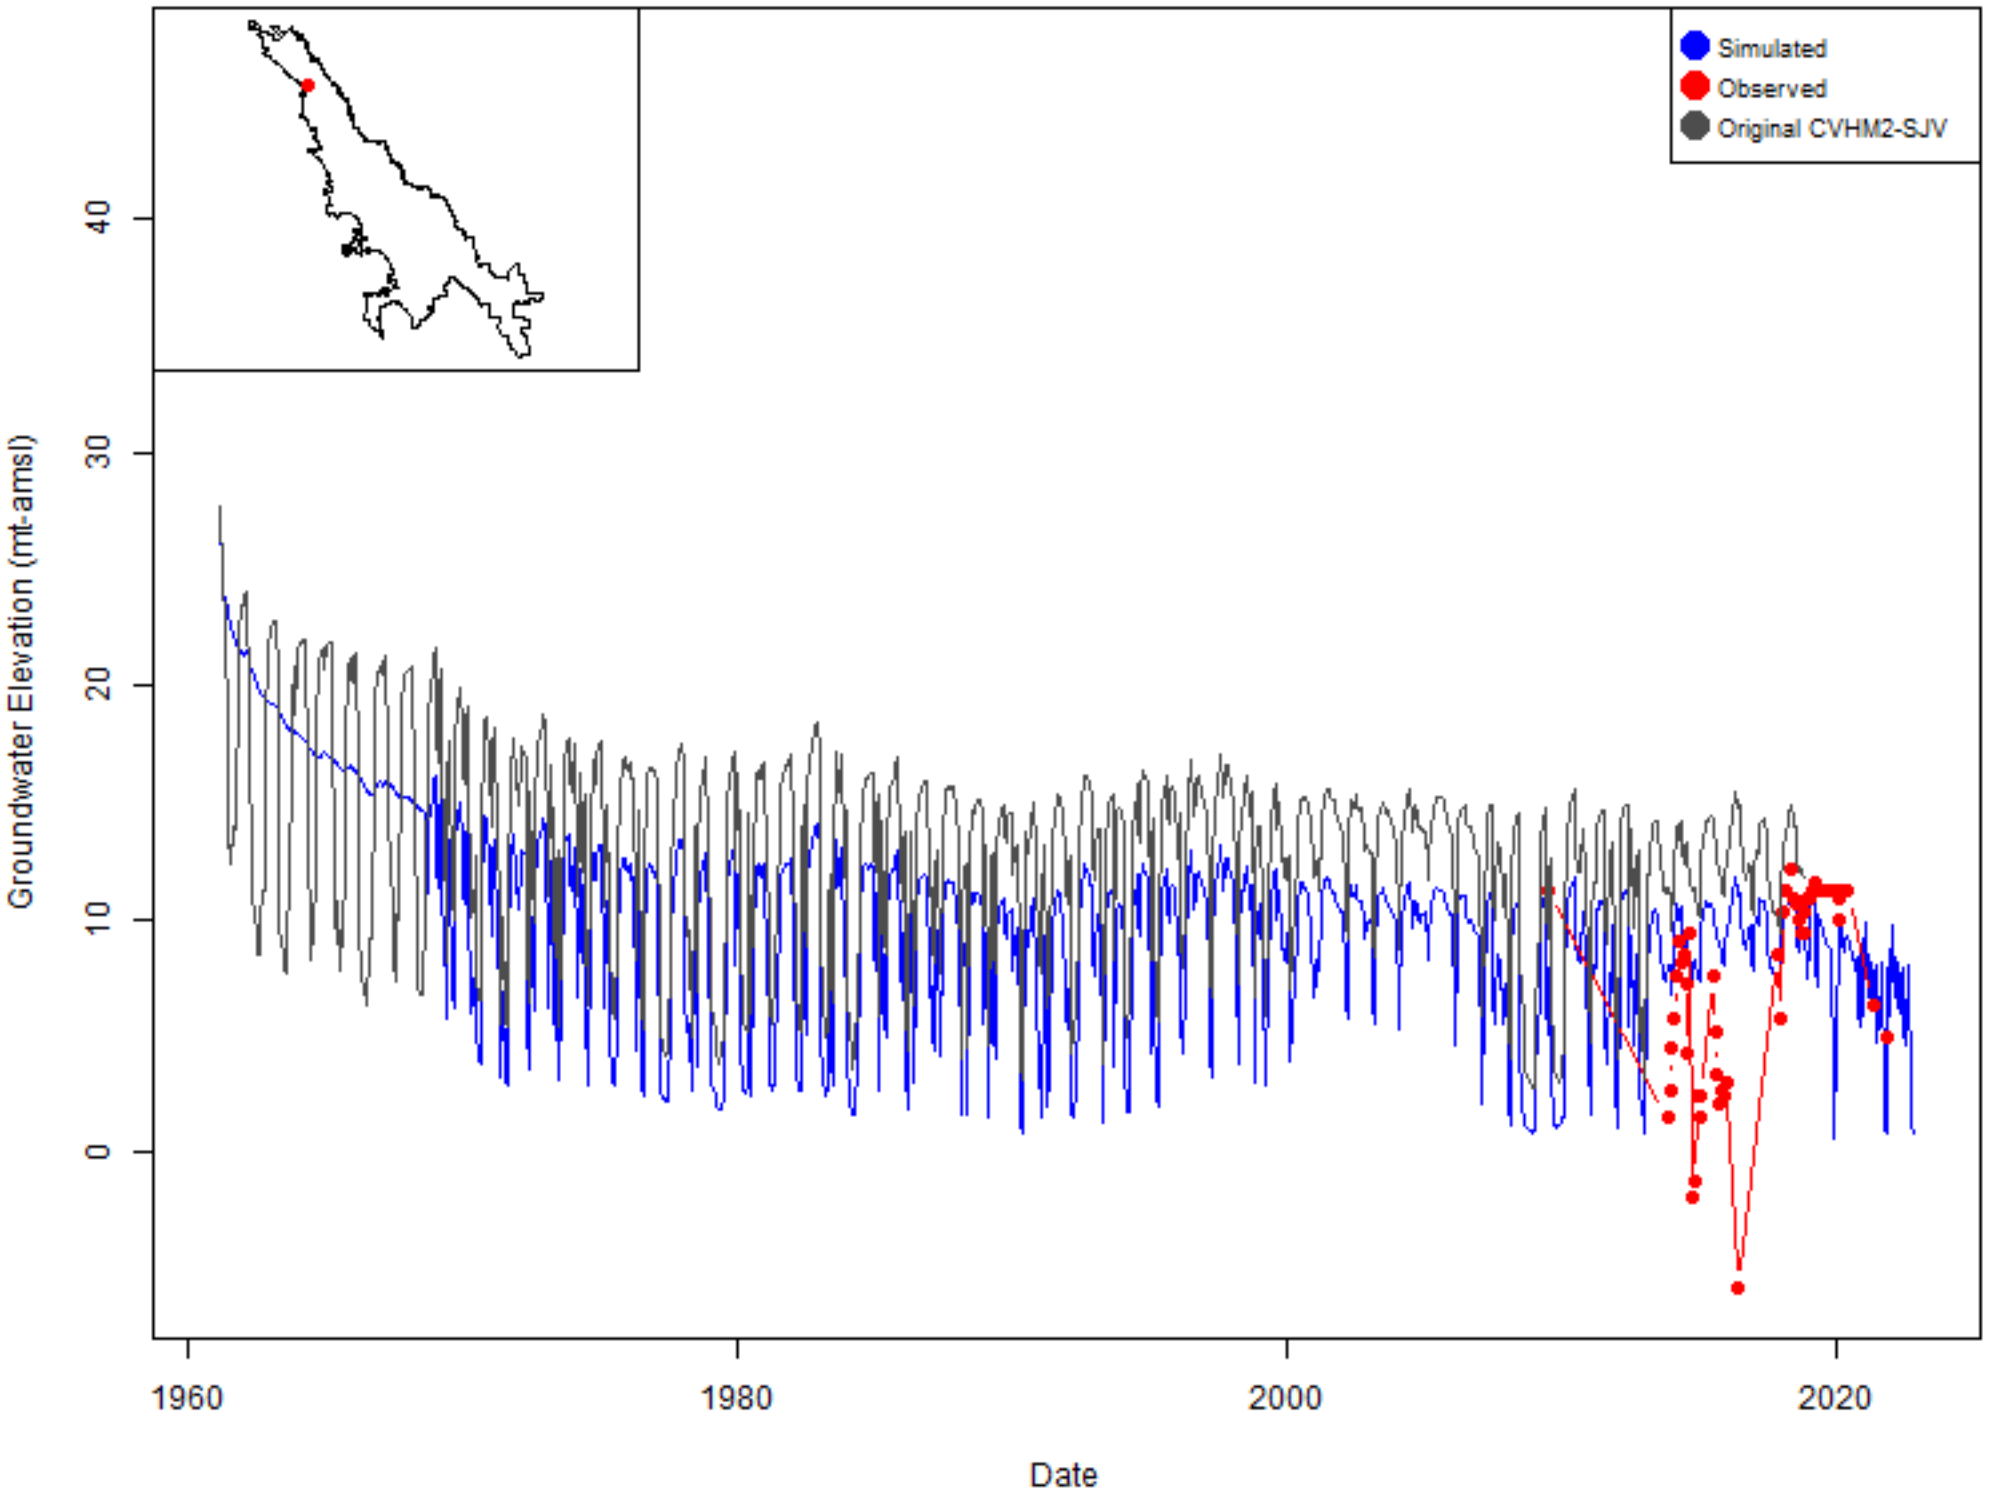 Simulated
Observed
Original CVHM2-SJV
Groundwater Elevation (mt-amsl)
40
30
20
10
0
1960 1980 2000 2020
Date